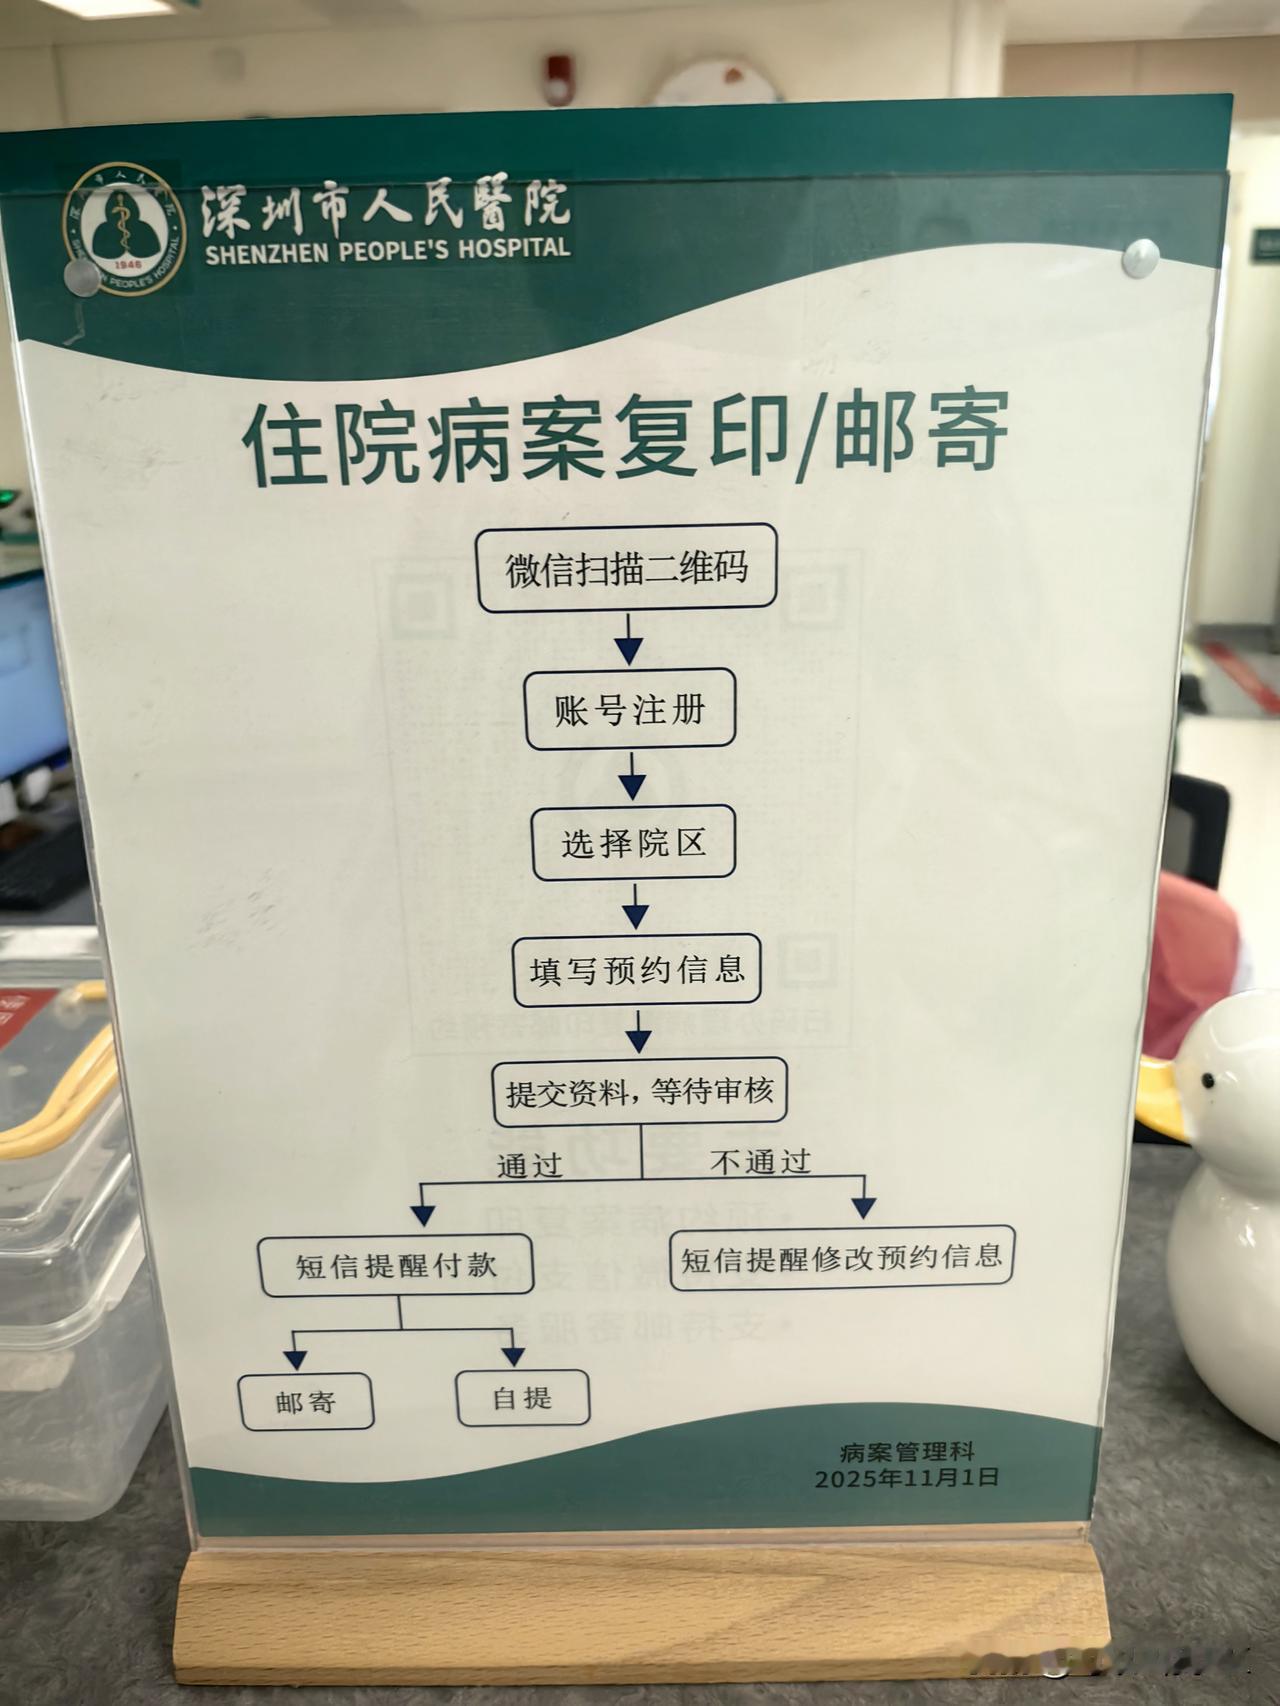 深圳市人民醫院
SHENZHEN PEOPLE'S HOSPITAL
1946
住院病案复印/邮寄
微信扫描二维码
账号注册
选择院区
填写预约信息
提交资料，等待审核
通过 不通过
短信提醒付款 短信提醒修改预约信息
邮寄 自提
病案管理科
2025年11月1日